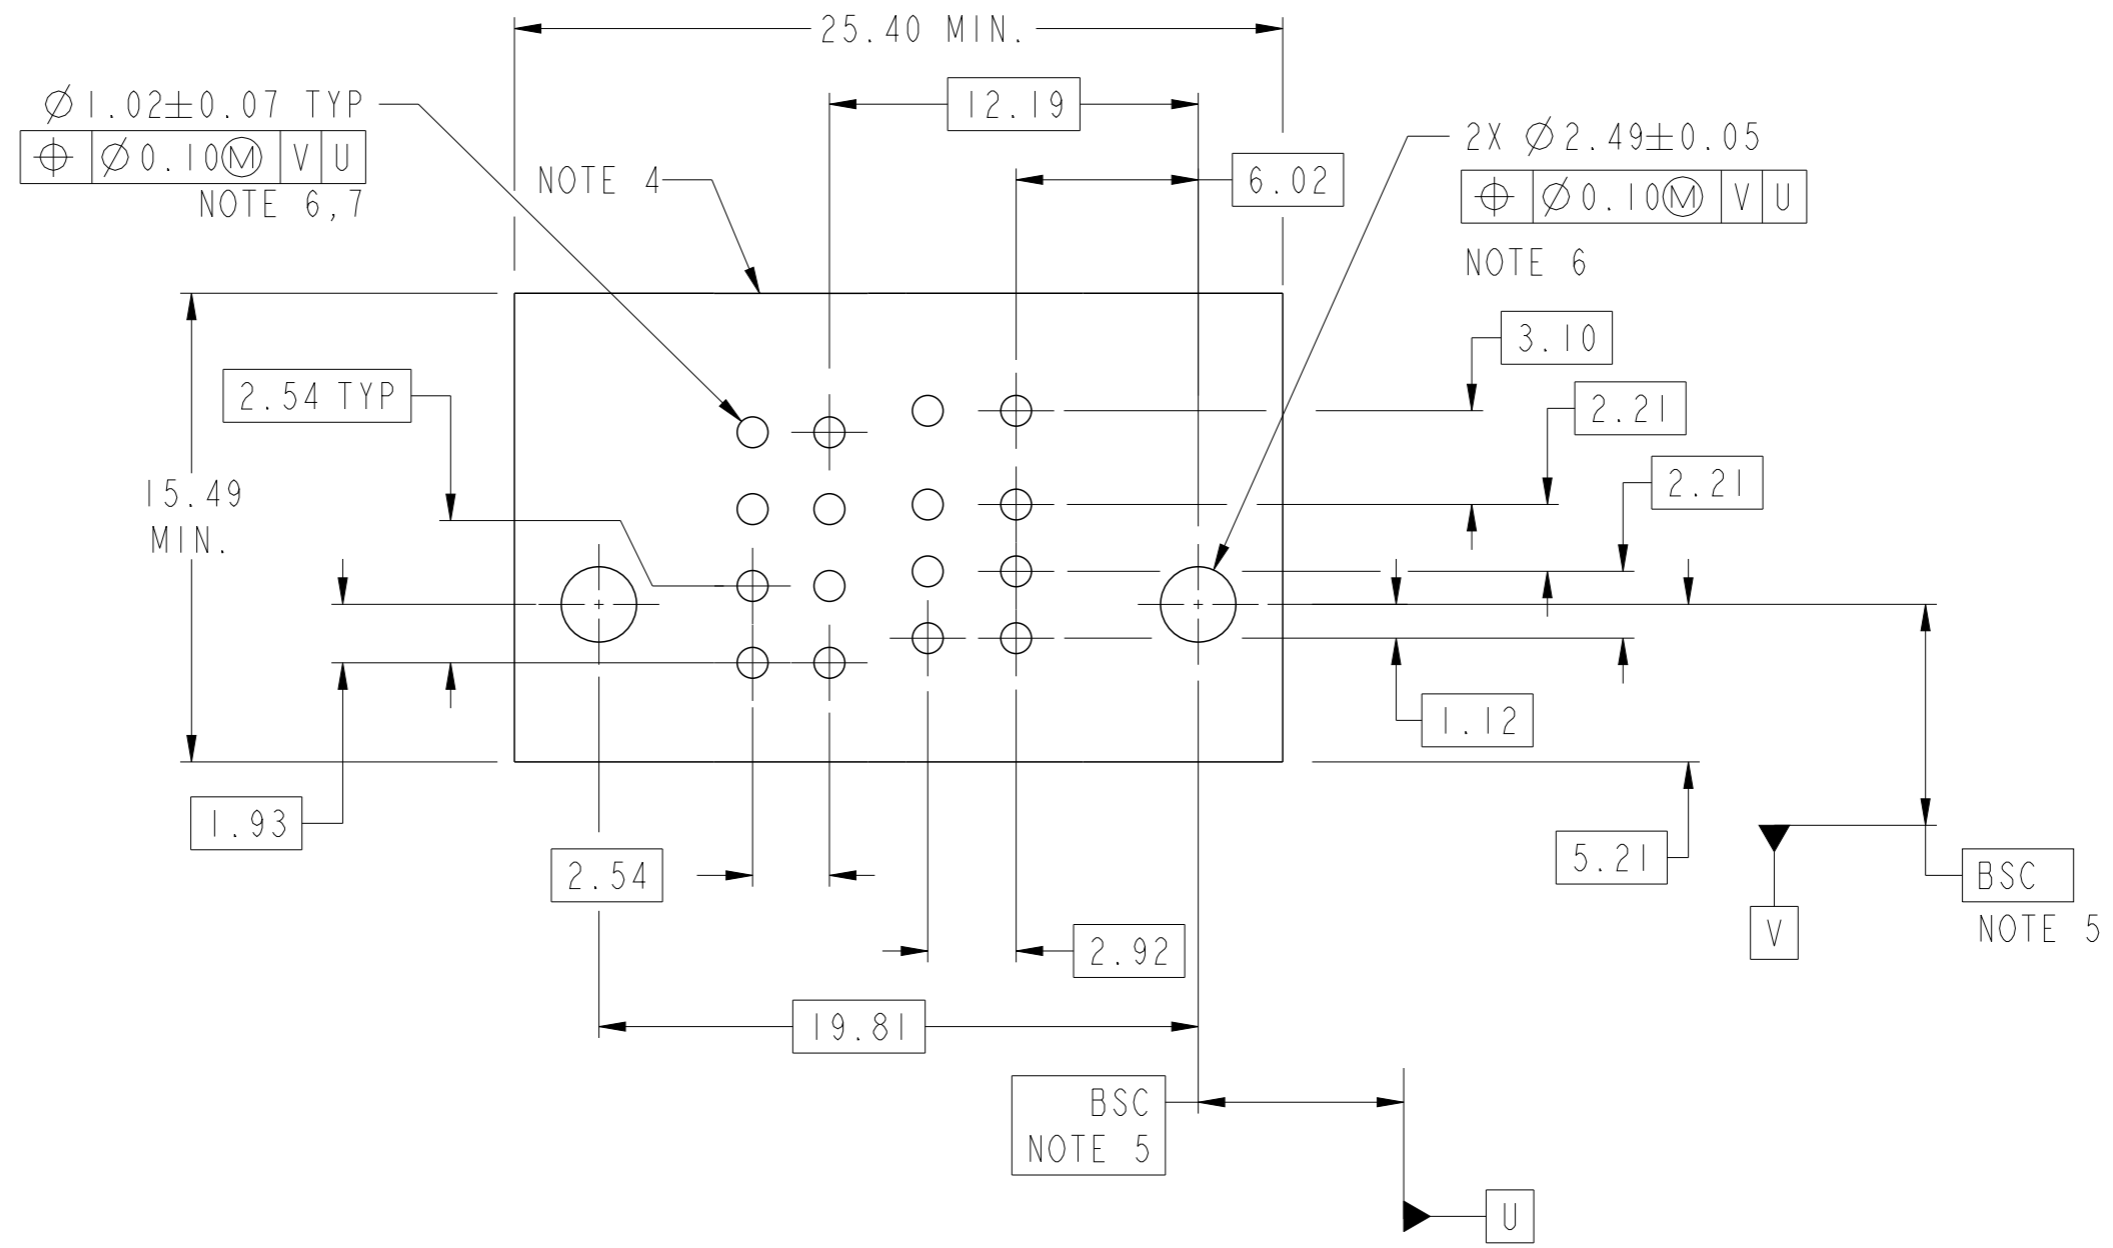 25.40 MIN.
Ø1.02±0.07 TYP
⌖ Ø0.10Ⓜ V U
NOTE 6,7
NOTE 4
12.19
6.02
2X Ø2.49±0.05
⌖ Ø0.10Ⓜ V U
NOTE 6
3.10
2.54 TYP
2.21
2.21
15.49
MIN.
1.12
1.93
2.54
5.21
BSC
NOTE 5
V
2.92
19.81
BSC
NOTE 5
U